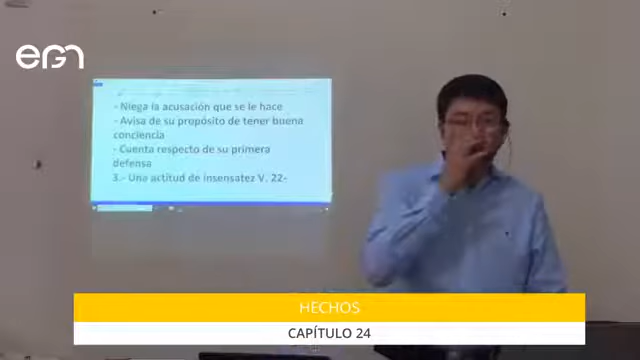 ERGN
- Niega la acusación que se le hace
- Avisa de su propósito de tener buena
conciencia
- Cuenta respecto de su primera
defensa
3.- Una actitud de insensatez V. 22-
HECHOS
CAPÍTULO 24